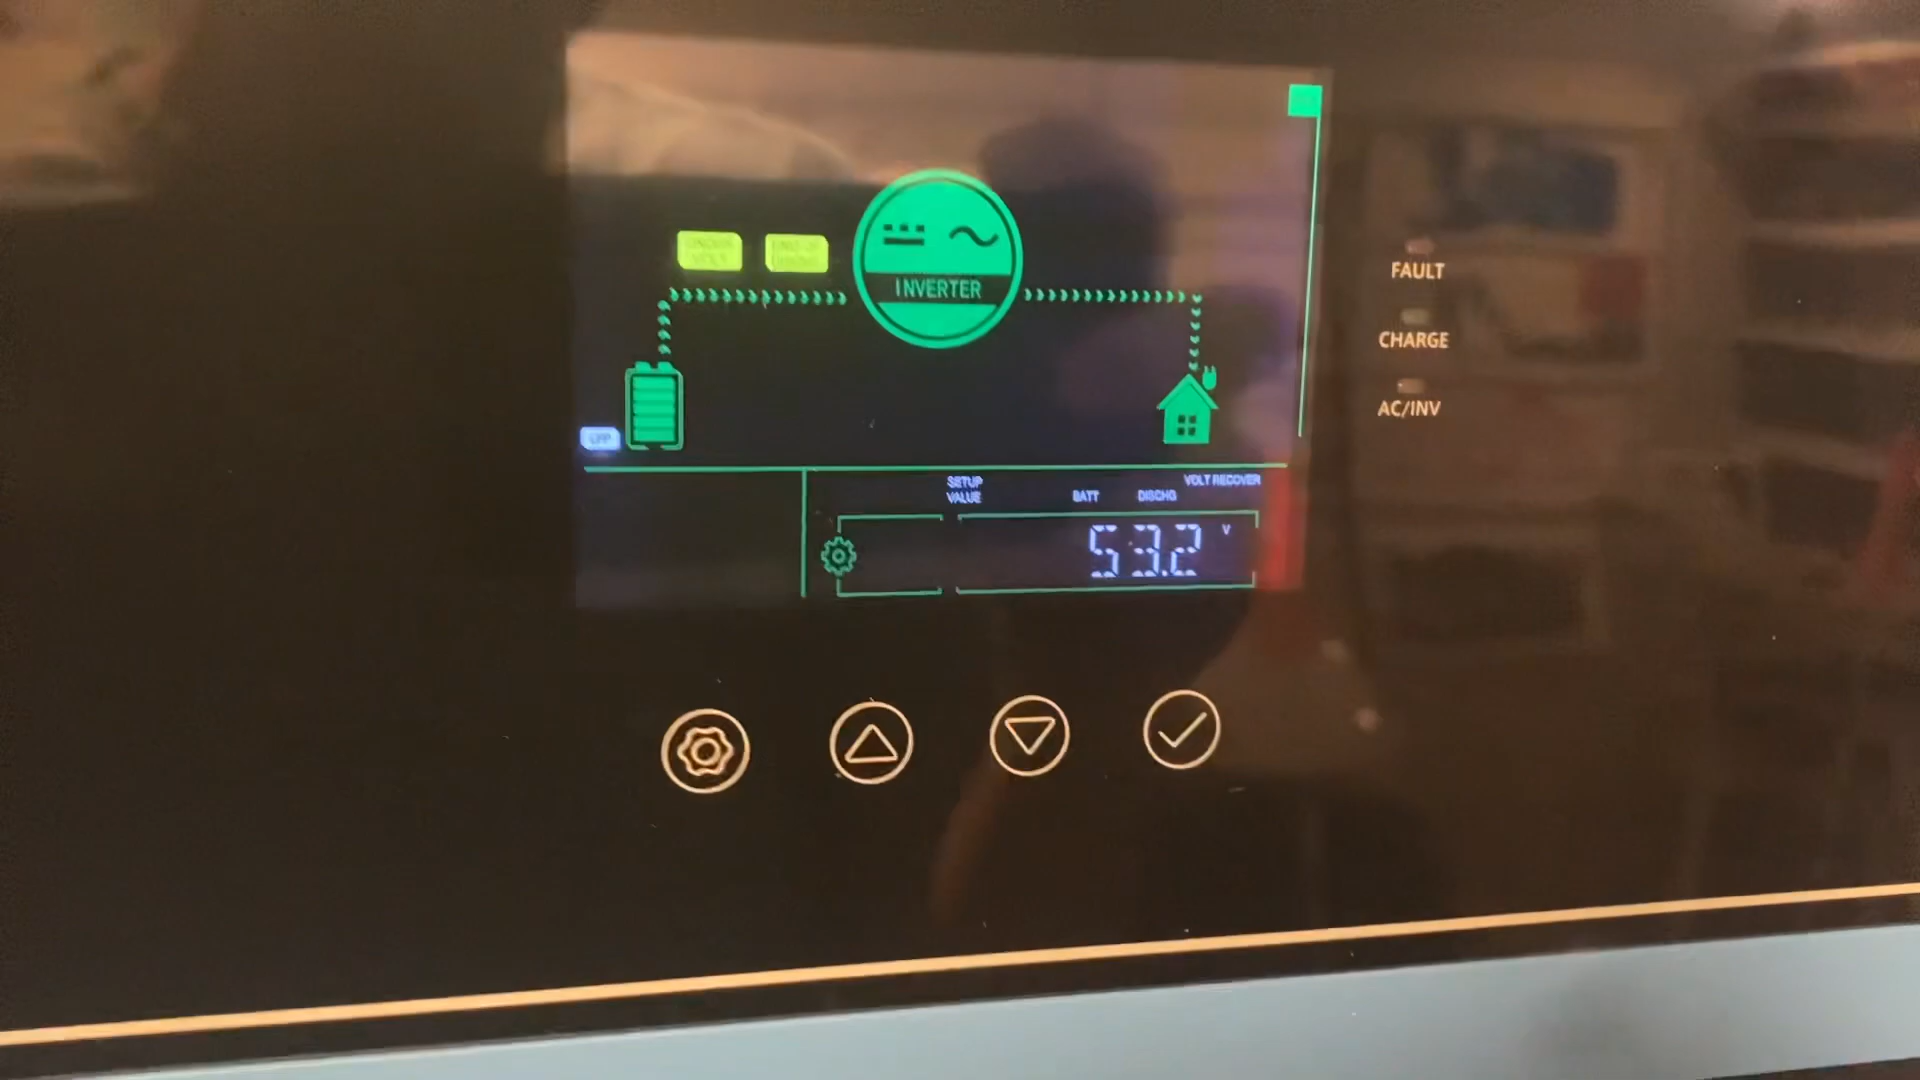 INVERTER
FAULT
CHARGE
AC/INV
SETUP
VALUE
BATT
DISCHG
VOLT RECOVER
53.2 V